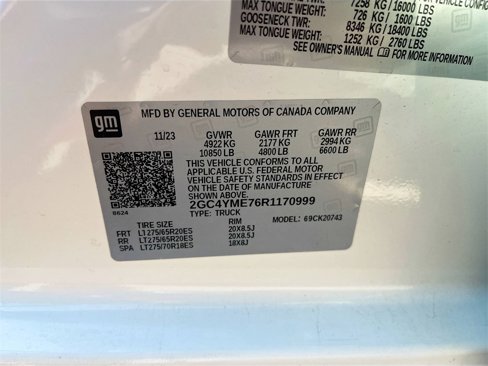 7258 KG / 16000 LBS
MAX TONGUE TWR: 726 KG / 1600 LBS
GOOSENECK TWR: 8346 KG / 18400 LBS
MAX TONGUE TWR: 1252 KG / 2760 LBS
SEE OWNER'S MANUAL FOR MORE INFORMATION
gm
MFD BY GENERAL MOTORS OF CANADA COMPANY
11/23 GVWR GAWR FRT GAWR RR
4922 KG 2177 KG 2994 KG
10850 LB 4800 LB 6600 LB
THIS VEHICLE CONFORMS TO ALL
APPLICABLE U.S. FEDERAL MOTOR
VEHICLE SAFETY STANDARDS IN
EFFECT ON THE DATE OF MANUFACTURE
SHOWN ABOVE.
2GC4YME76R1170999
8624 TYPE: TRUCK MODEL: 69CK20743
TIRE SIZE RIM
FRT LT275/65R20ES 20X8.5J
RR LT275/65R20ES 20X8.5J
SPA LT275/70R18ES 18X8J